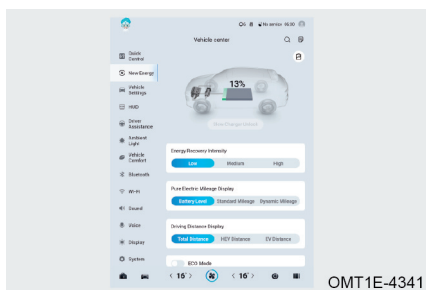 No service 06:00
Vehicle center
Quick
Control
New Energy
Vehicle
Settings
HUD
Driver
Assistance
Ambient
Light
Vehicle
Comfort
Bluetooth
Wi-Fi
Sound
Voice
Display
System
13%
Energy Recovery Intensity
Low Medium High
Pure Electric Mileage Display
Battery Level Standard Mileage Dynamic Mileage
Driving Distance Display
Total Distance HEV Distance EV Distance
ECO Mode
< 16° > < 16° >
OMT1E-4341